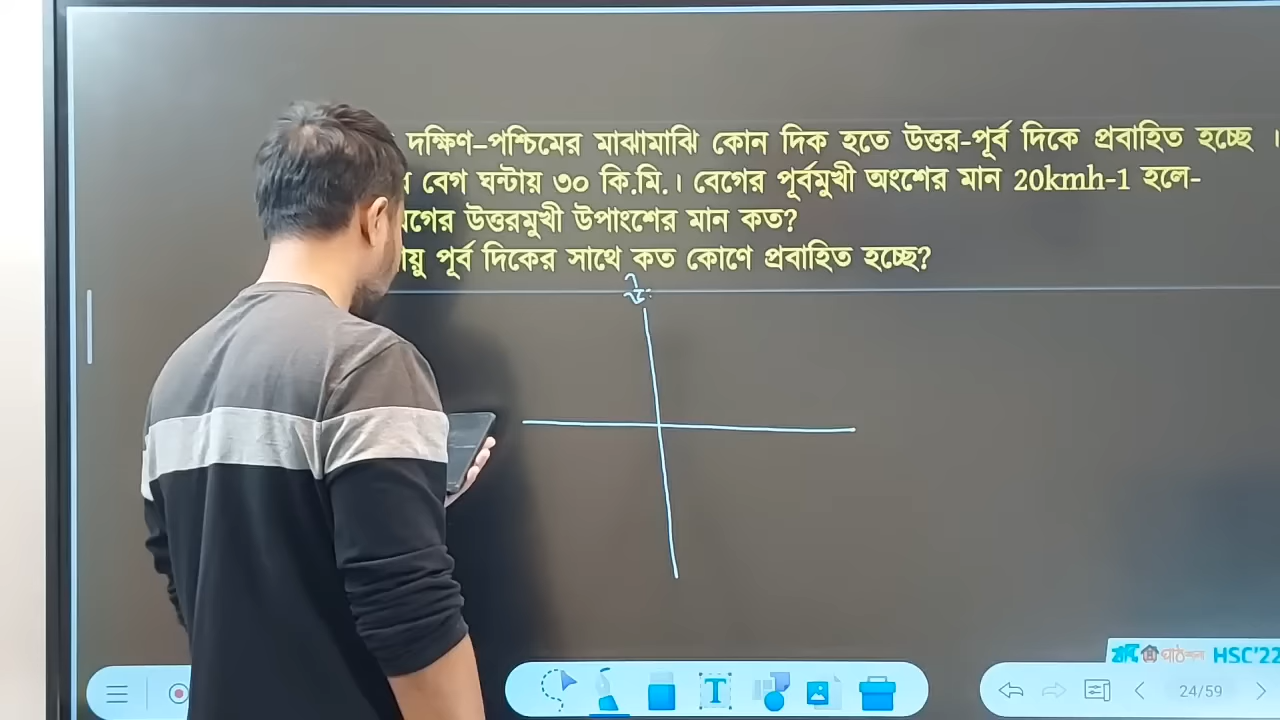 দক্ষিণ–পশ্চিমের মাঝামাঝি কোন দিক হতে উত্তর-পূর্ব দিকে প্রবাহিত হচ্ছে ।
বেগ ঘন্টায় ৩০ কি.মি.। বেগের পূর্বমুখী অংশের মান 20kmh-1 হলে-
উত্তরমুখী উপাংশের মান কত?
পূর্ব দিকের সাথে কত কোণে প্রবাহিত হচ্ছে?
HSC'22
24/59